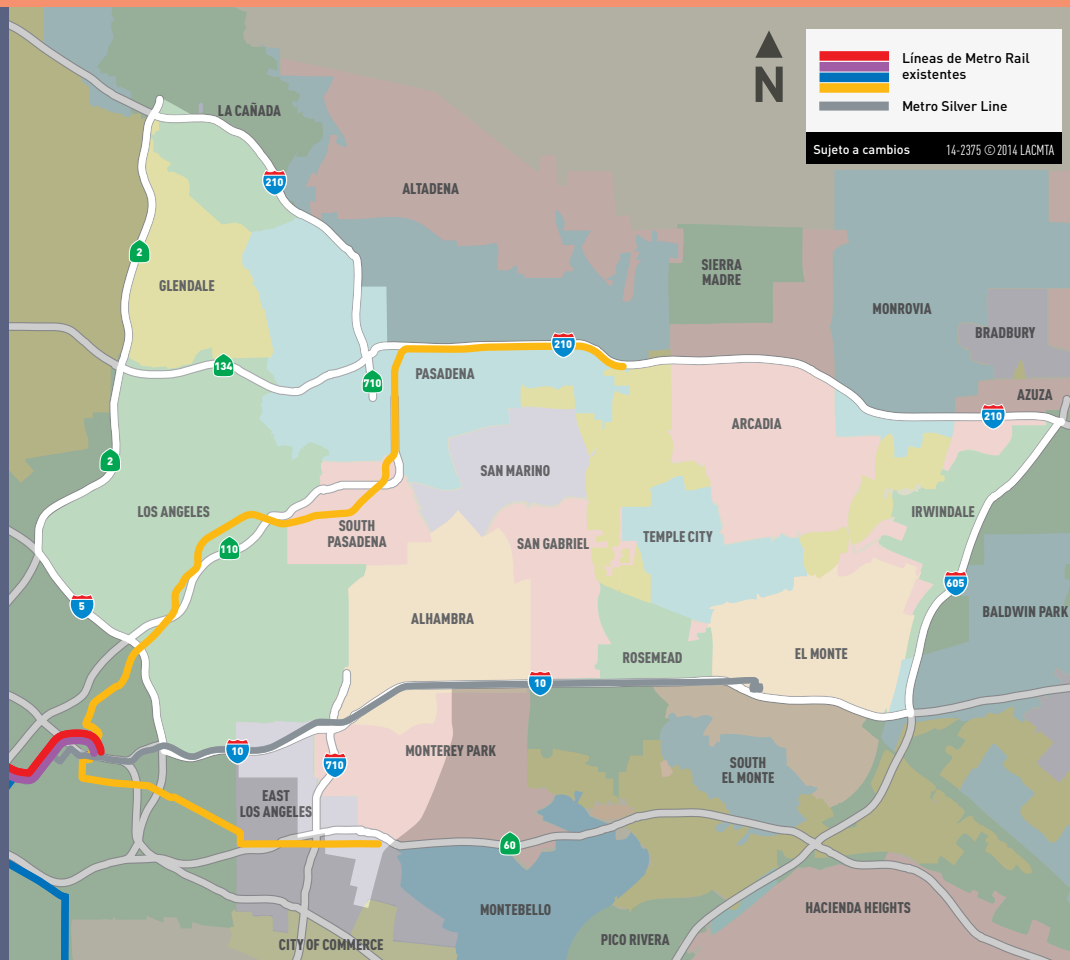 N
Líneas de Metro Rail
existentes
Metro Silver Line
Sujeto a cambios
14-2375 © 2014 LACMTA
LA CAÑADA
210
ALTADENA
2
SIERRA
MADRE
GLENDALE
MONROVIA
BRADBURY
210
134
PASADENA
710
AZUZA
210
ARCADIA
2
SAN MARINO
LOS ANGELES
IRWINDALE
SOUTH
PASADENA
TEMPLE CITY
SAN GABRIEL
110
605
5
BALDWIN PARK
ALHAMBRA
EL MONTE
ROSEMEAD
10
10
MONTEREY PARK
710
SOUTH
EL MONTE
EAST
LOS ANGELES
60
MONTEBELLO
HACIENDA HEIGHTS
PICO RIVERA
CITY OF COMMERCE